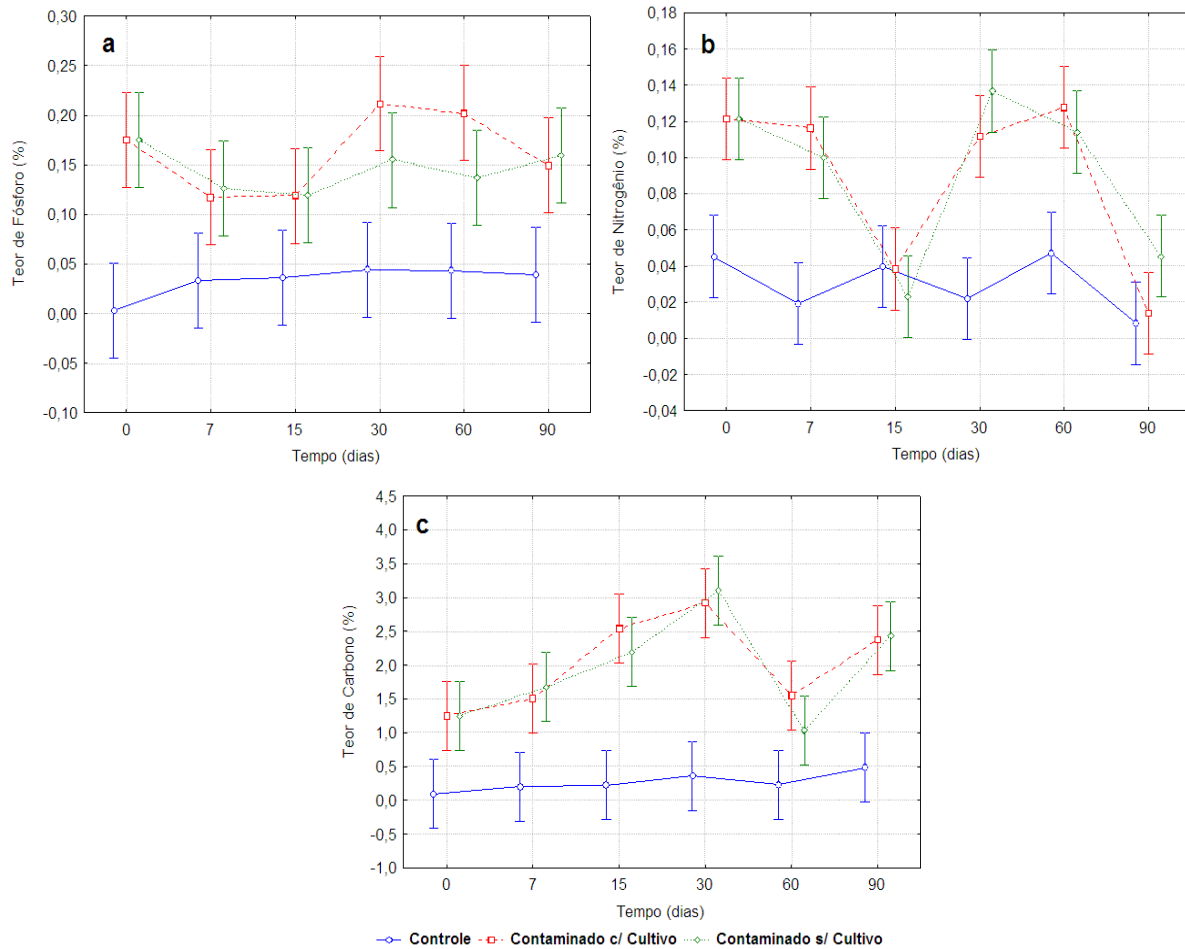 a
Teor de Fósforo (%)
0,30
0,25
0,20
0,15
0,10
0,05
0,00
-0,05
-0,10
0 7 15 30 60 90
Tempo (dias)
b
Teor de Nitrogênio (%)
0,18
0,16
0,14
0,12
0,10
0,08
0,06
0,04
0,02
0,00
-0,02
-0,04
0 7 15 30 60 90
Tempo (dias)
c
Teor de Carbono (%)
4,5
4,0
3,5
3,0
2,5
2,0
1,5
1,0
0,5
0,0
-0,5
-1,0
0 7 15 30 60 90
Tempo (dias)
Controle Contaminado c/ Cultivo Contaminado s/ Cultivo